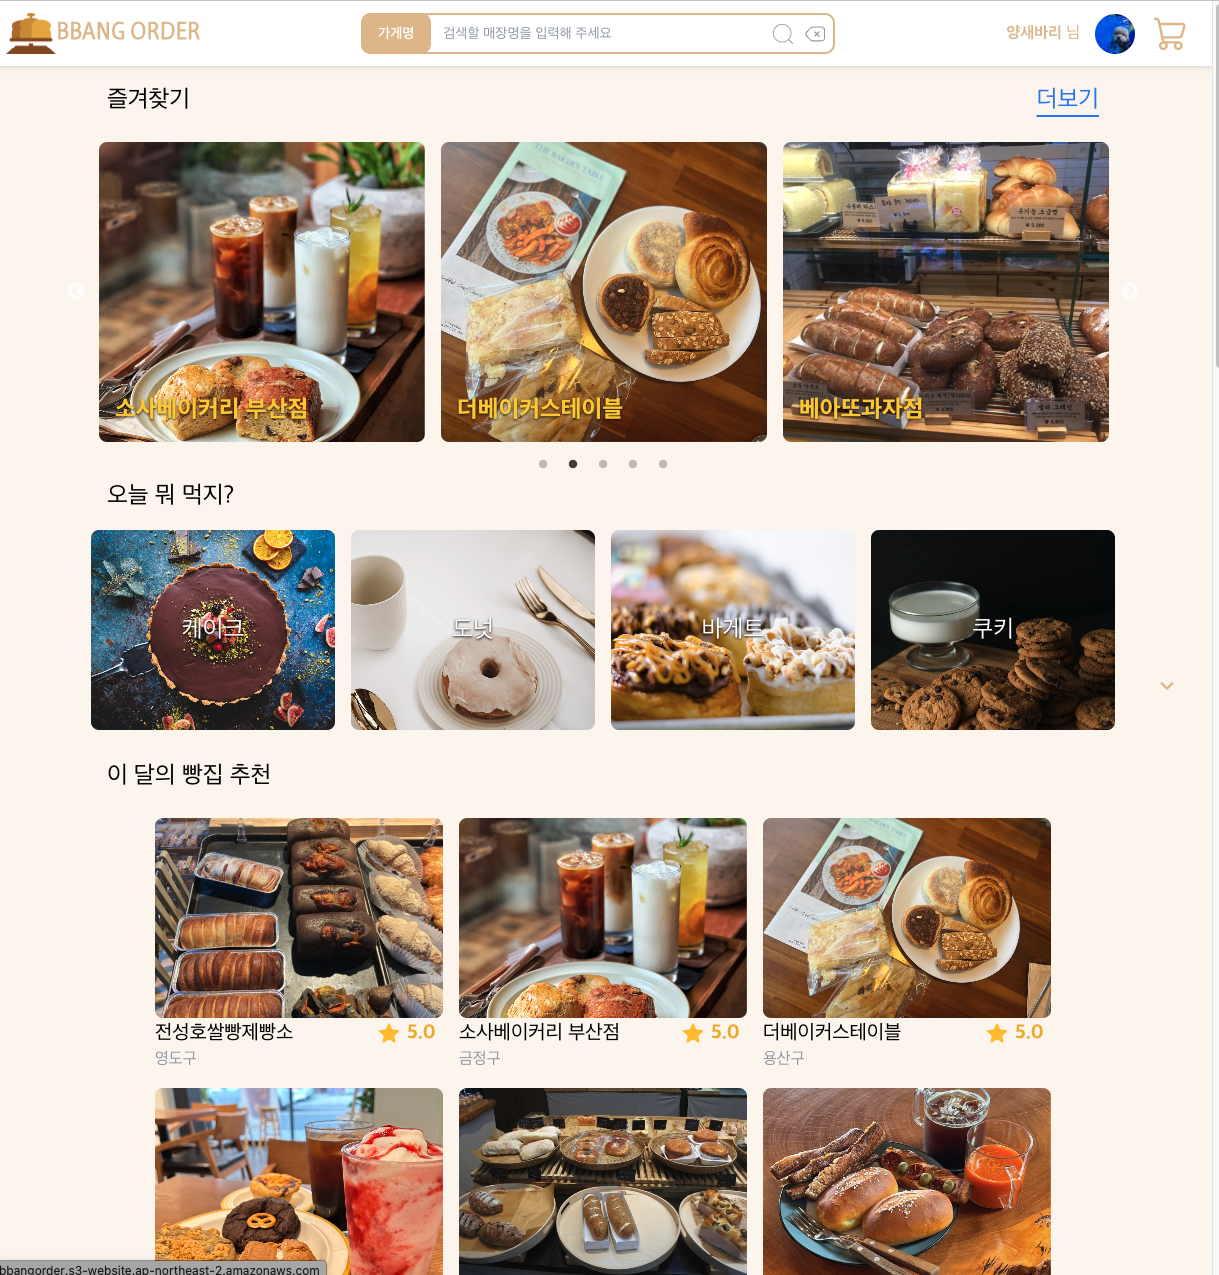 BBANG ORDER
가게명
검색할 매장명을 입력해 주세요
양새바리 님
즐겨찾기
더보기
THE BAKER'S TABLE
소사베이커리 부산점
더베이커스테이블
베아또과자점
오늘 뭐 먹지?
케이크
도넛
바게트
쿠키
이 달의 빵집 추천
전성호쌀빵제빵소
5.0
영도구
소사베이커리 부산점
5.0
금정구
더베이커스테이블
5.0
용산구
bbangorder.s3-website.ap-northeast-2.amazonaws.com